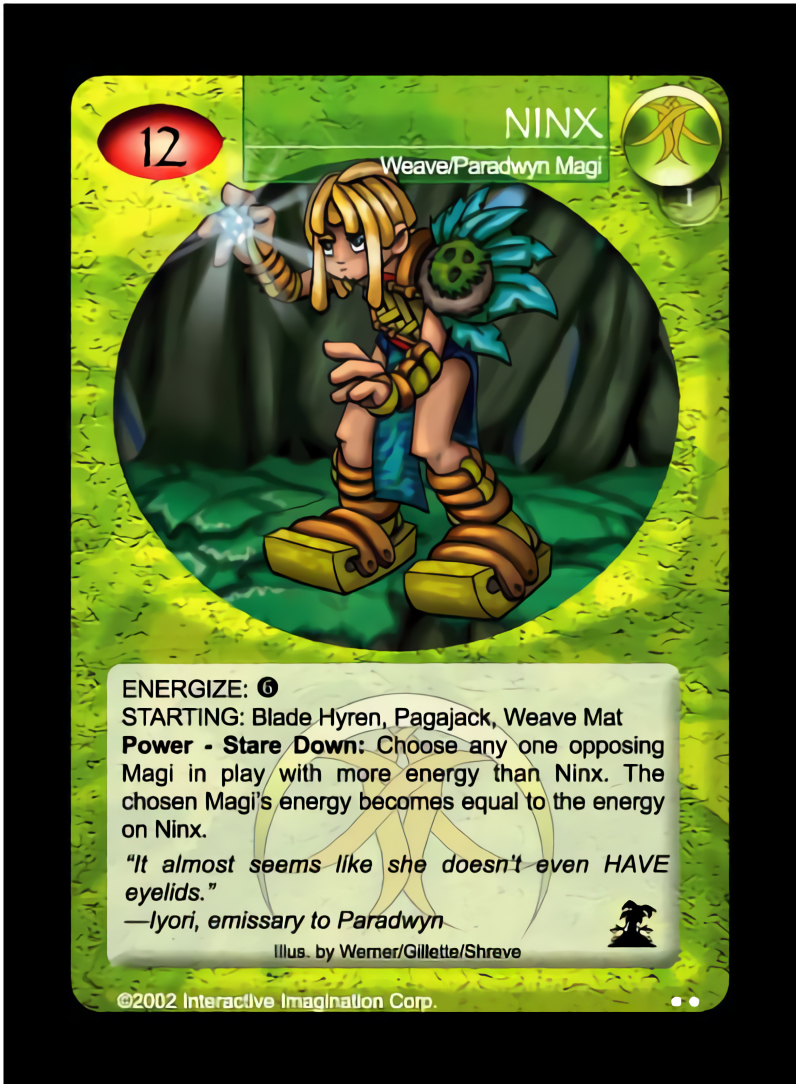 12
NINX
Weave/Paradwyn Magi
1
ENERGIZE: 6
STARTING: Blade Hyren, Pagajack, Weave Mat
Power - Stare Down: Choose any one opposing
Magi in play with more energy than Ninx. The
chosen Magi's energy becomes equal to the energy
on Ninx.
“It almost seems like she doesn't even HAVE
eyelids.”
—Iyori, emissary to Paradwyn
Illus. by Werner/Gillette/Shreve
©2002 Interactive Imagination Corp.